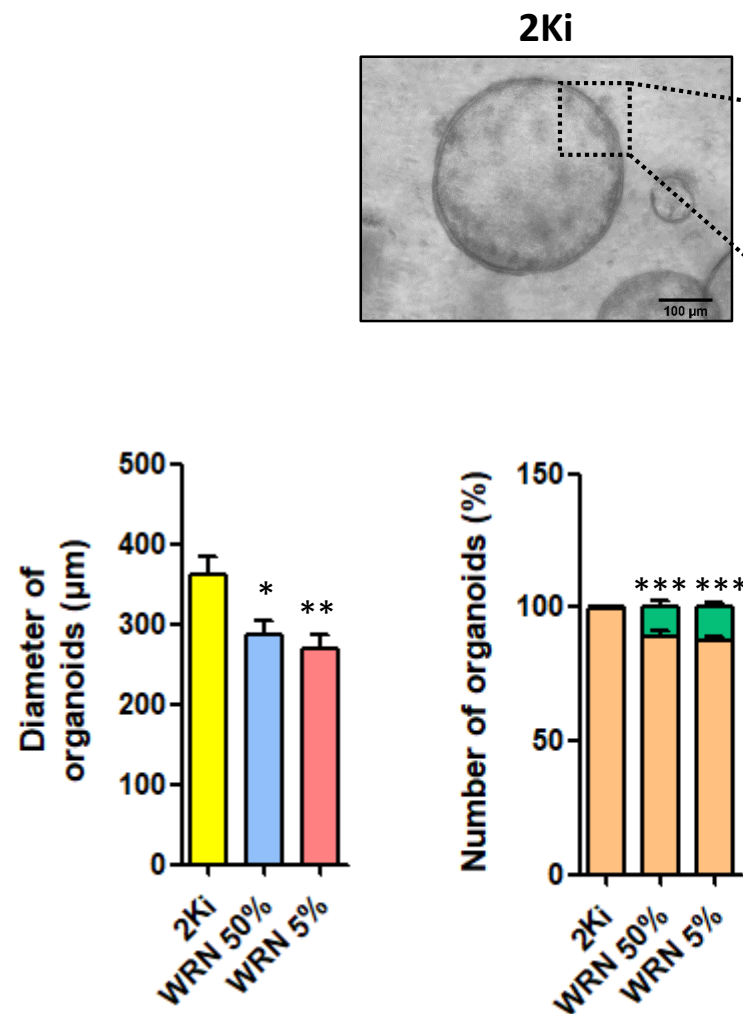 2Ki
100 µm
Diameter of
organoids (µm)
500
400
300
200
100
0
*
**
2Ki
WRN 50%
WRN 5%
Number of organoids (%)
150
100
50
0
*** ***
2Ki
WRN 50%
WRN 5%